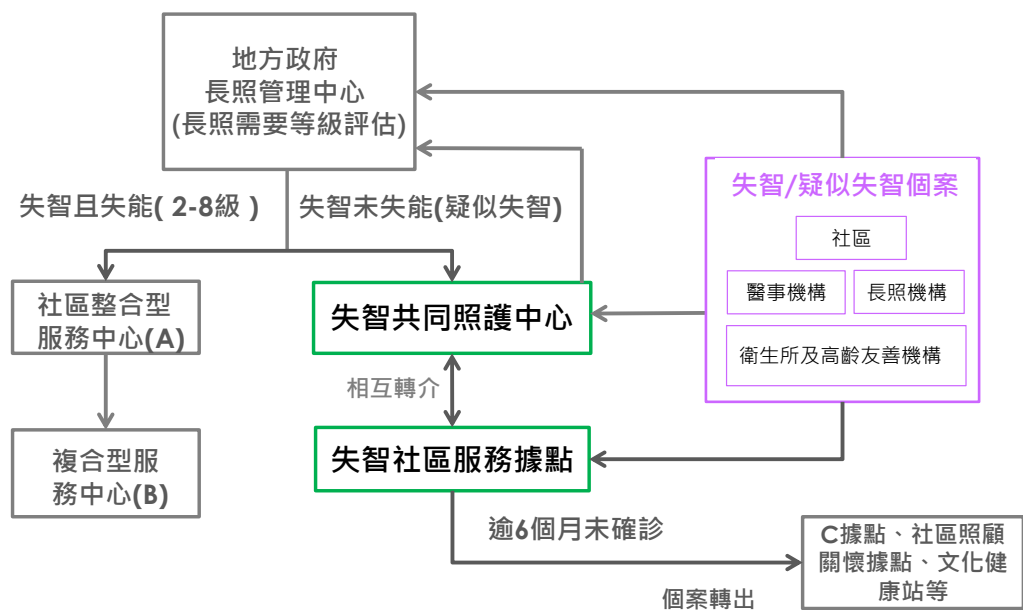 地方政府
長照管理中心
(長照需要等級評估)
失智且失能( 2-8級 )
失智未失能(疑似失智)
失智/疑似失智個案
社區
醫事機構
長照機構
衛生所及高齡友善機構
社區整合型
服務中心(A)
失智共同照護中心
相互轉介
複合型服
務中心(B)
失智社區服務據點
逾6個月未確診
個案轉出
C據點、社區照顧
關懷據點、文化健
康站等